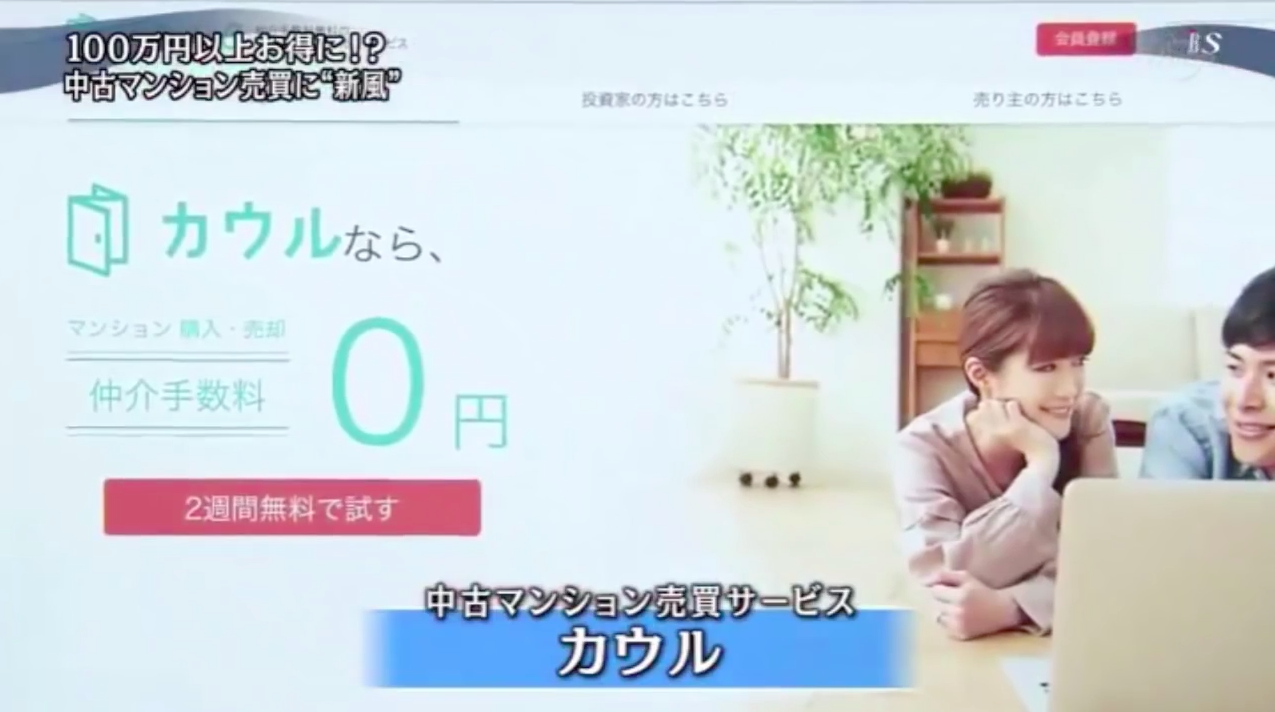 100万円以上お得に!?
中古マンション売買に“新風”
会員登録
BS
投資家の方はこちら
売り主の方はこちら
カウルなら、
マンション 購入・売却
仲介手数料
0円
2週間無料で試す
中古マンション売買サービス
カウル